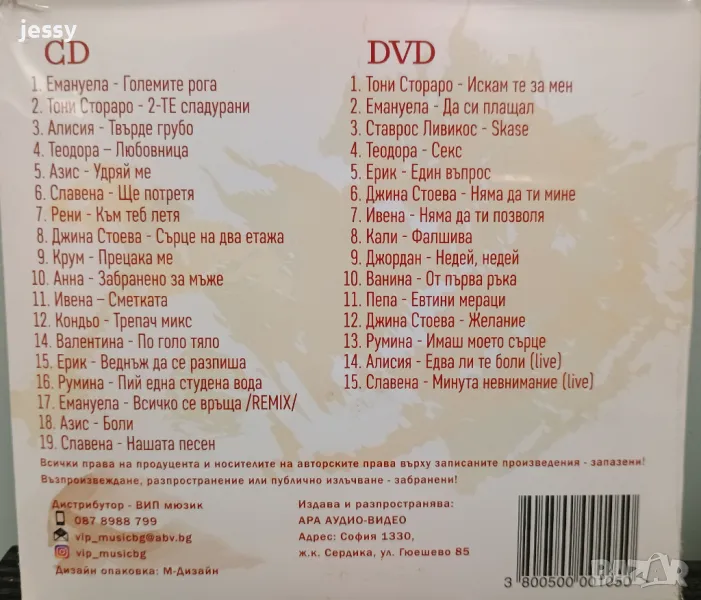 jessy
CD
1. Емануела - Големите рога
2. Тони Стораро - 2-ТЕ сладурани
3. Алисия - Твърде грубо
4. Теодора – Любовница
5. Азис - Удряй ме
6. Славена - Ще потретя
7. Рени - Към теб летя
8. Джина Стоева - Сърце на два етажа
9. Крум - Прецака ме
10. Анна - Забранено за мъже
11. Ивена – Сметката
12. Кондьо - Трепач микс
14. Валентина - По голо тяло
15. Ерик - Веднъж да се разпиша
16. Румина - Пий една студена вода
17. Емануела - Всичко се връща /REMIX/
18. Азис - Боли
19. Славена - Нашата песен
DVD
1. Тони Стораро - Искам те за мен
2. Емануела - Да си плащал
3. Ставрос Ливикос - Skase
4. Теодора - Секс
5. Ерик - Един въпрос
6. Джина Стоева - Няма да ти мине
7. Ивена - Няма да ти позволя
8. Кали - Фалшива
9. Джордан - Недей, недей
10. Ванина - От първа ръка
11. Пепа - Евтини мераци
12. Джина Стоева - Желание
13. Румина - Имаш моето сърце
14. Алисия - Едва ли те боли (live)
15. Славена - Минута невнимание (live)
Всички права на продуцента и носителите на авторските права върху записаните произведения - запазени!
Възпроизвеждане, разпространение или публично излъчване - забранени!
Дистрибутор - ВИП мюзик
087 8988 799
vip_musicbg@abv.bg
vip_musicbg
Дизайн опаковка: М-Дизайн
Издава и разпространява:
АРА АУДИО-ВИДЕО
Адрес: София 1330,
ж.к. Сердика, ул. Гюешево 85